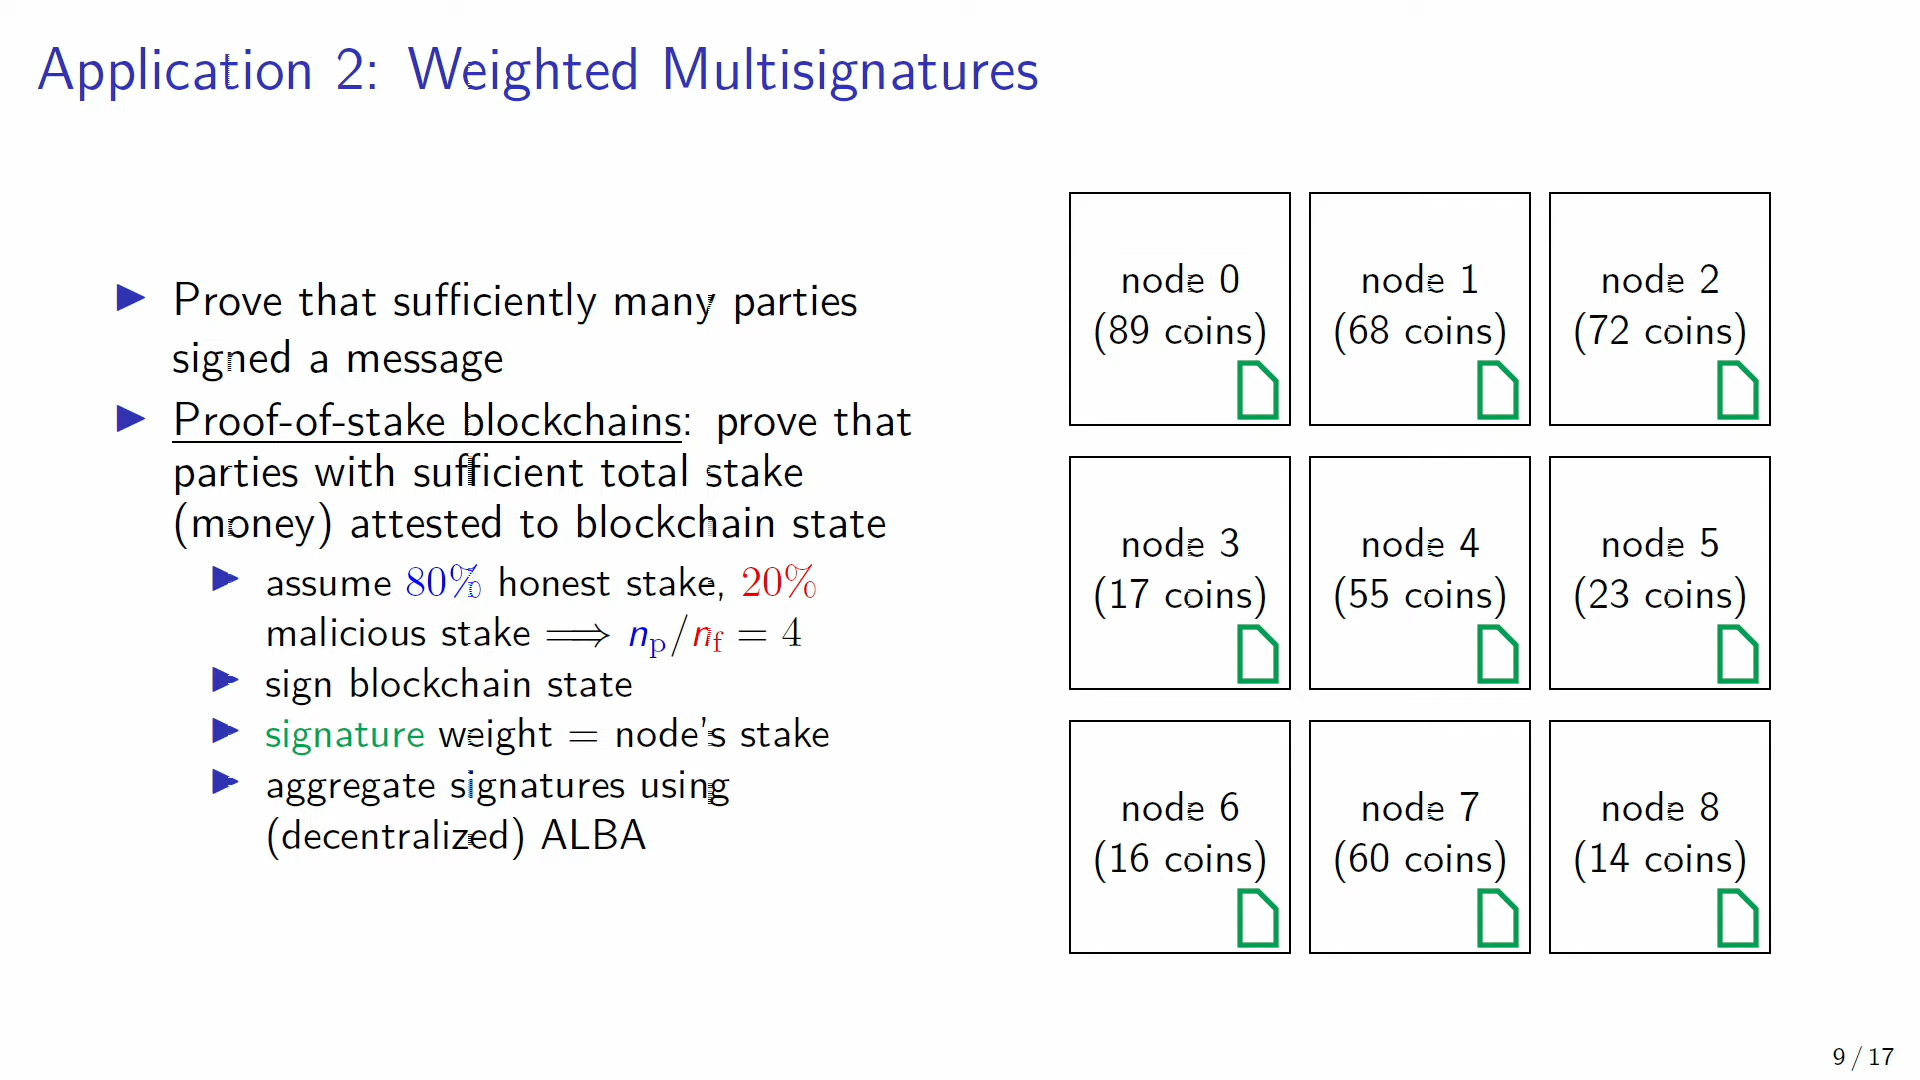 Application 2: Weighted Multisignatures
▶ Prove that sufficiently many parties
signed a message
▶ Proof-of-stake blockchains: prove that
parties with sufficient total stake
(money) attested to blockchain state
▶ assume 80% honest stake, 20%
malicious stake ⟹ nₚ/n_f = 4
▶ sign blockchain state
▶ signature weight = node's stake
▶ aggregate signatures using
(decentralized) ALBA
node 0
(89 coins)
node 1
(68 coins)
node 2
(72 coins)
node 3
(17 coins)
node 4
(55 coins)
node 5
(23 coins)
node 6
(16 coins)
node 7
(60 coins)
node 8
(14 coins)
9 / 17